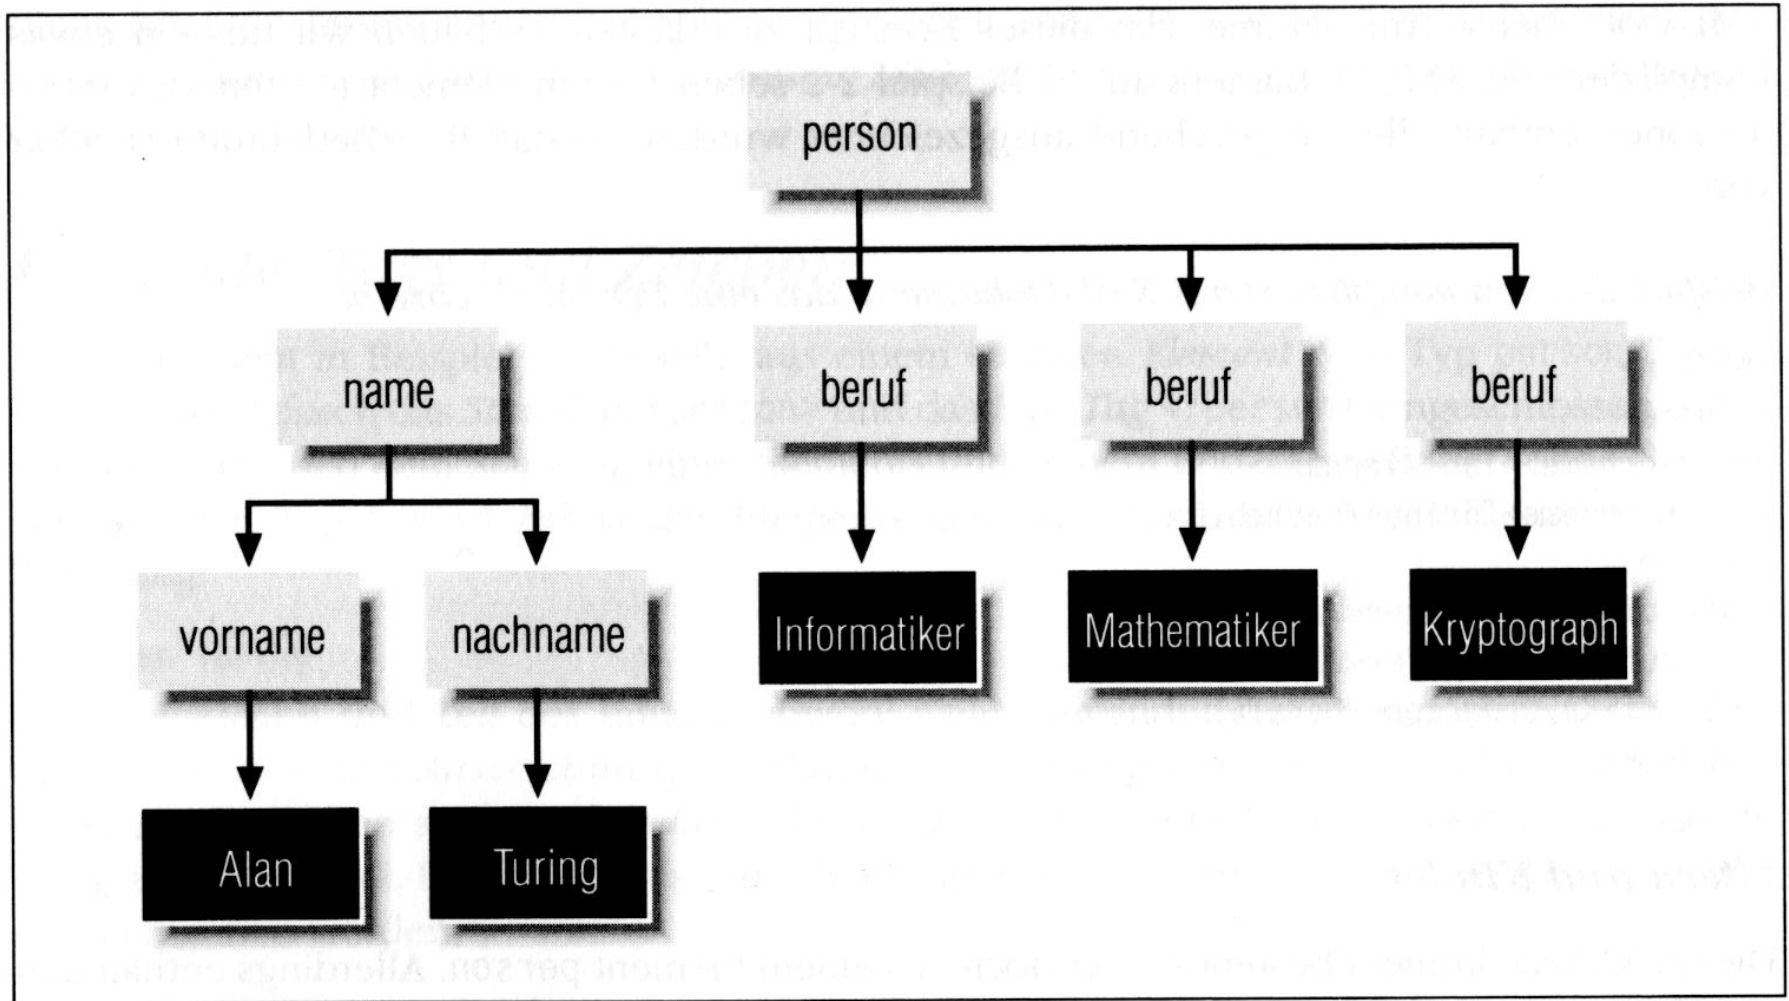 person
name
beruf
beruf
beruf
vorname
nachname
Informatiker
Mathematiker
Kryptograph
Alan
Turing